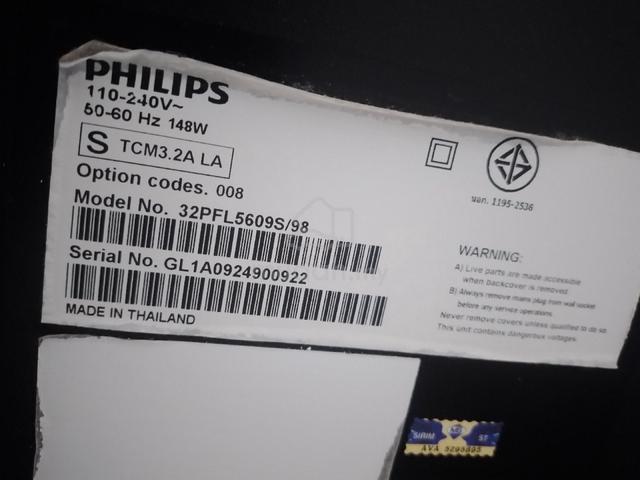 PHILIPS
110-240V~
50-60 Hz 148W
S TCM3.2A LA
Option codes. 008
Model No. 32PFL5609S/98
Serial No. GL1A0924900922
MADE IN THAILAND
มอก. 1195-2536
WARNING:
A) Live parts are made accessible
when backcover is removed.
B) Always remove mains plug from wall socket
before any service operations.
Never remove covers unless qualified to do so
This unit contains dangerous voltages.
SIRIM ST
AVA 5295895